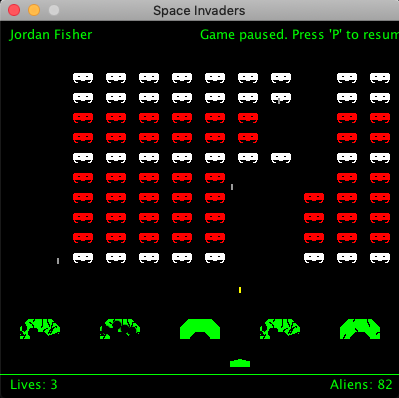 Space Invaders
Jordan Fisher
Game paused. Press 'P' to resum
Lives: 3
Aliens: 82